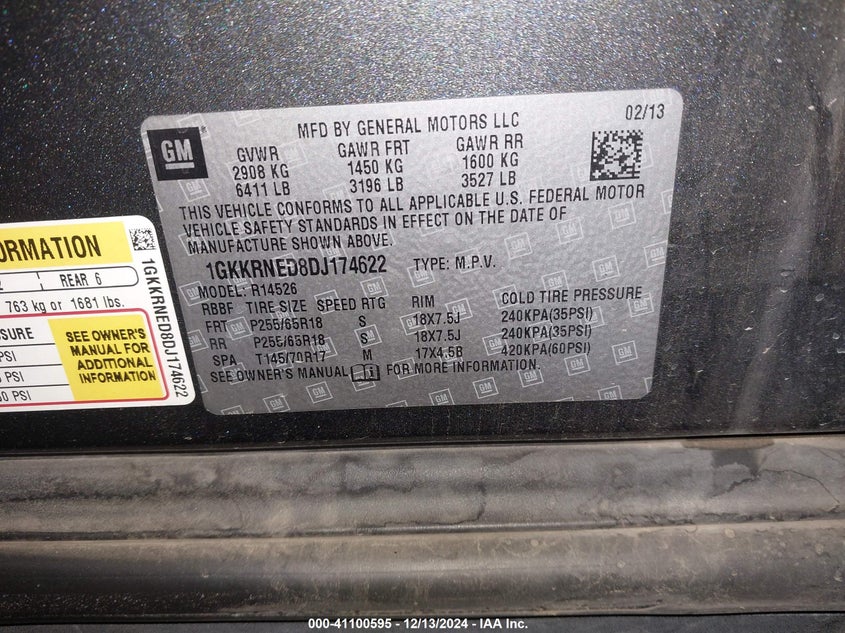 GM
MFD BY GENERAL MOTORS LLC
02/13
GVWR GAWR FRT GAWR RR
2908 KG 1450 KG 1600 KG
6411 LB 3196 LB 3527 LB
THIS VEHICLE CONFORMS TO ALL APPLICABLE U.S. FEDERAL MOTOR
VEHICLE SAFETY STANDARDS IN EFFECT ON THE DATE OF
MANUFACTURE SHOWN ABOVE.
1GKKRNED8DJ174622 TYPE: M.P.V.
MODEL: R14526
RBBF TIRE SIZE SPEED RTG RIM COLD TIRE PRESSURE
FRT P255/65R18 S 18X7.5J 240KPA(35PSI)
RR P255/65R18 S 18X7.5J 240KPA(35PSI)
SPA T145/70R17 M 17X4.5B 420KPA(60PSI)
SEE OWNER'S MANUAL FOR MORE INFORMATION.
ORMATION
REAR 6
763 kg or 1681 lbs.
SEE OWNER'S
MANUAL FOR
ADDITIONAL
INFORMATION
PSI
PSI
PSI
1GKKRNED8DJ174622
000-41100595 - 12/13/2024 - IAA Inc.